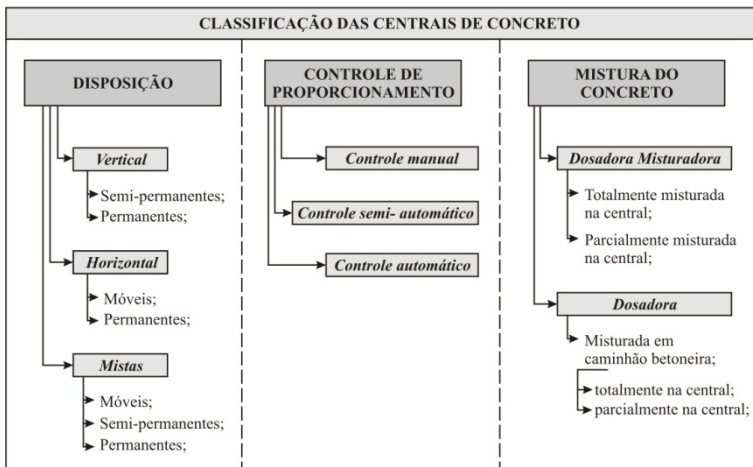 CLASSIFICAÇÃO DAS CENTRAIS DE CONCRETO
DISPOSIÇÃO
Vertical
Semi-permanentes;
Permanentes;
Horizontal
Móveis;
Permanentes;
Mistas
Móveis;
Semi-permanentes;
Permanentes;
CONTROLE DE
PROPORCIONAMENTO
Controle manual
Controle semi- automático
Controle automático
MISTURA DO
CONCRETO
Dosadora Misturadora
Totalmente misturada
na central;
Parcialmente misturada
na central;
Dosadora
Misturada em
caminhão betoneira;
totalmente na central;
parcialmente na central;